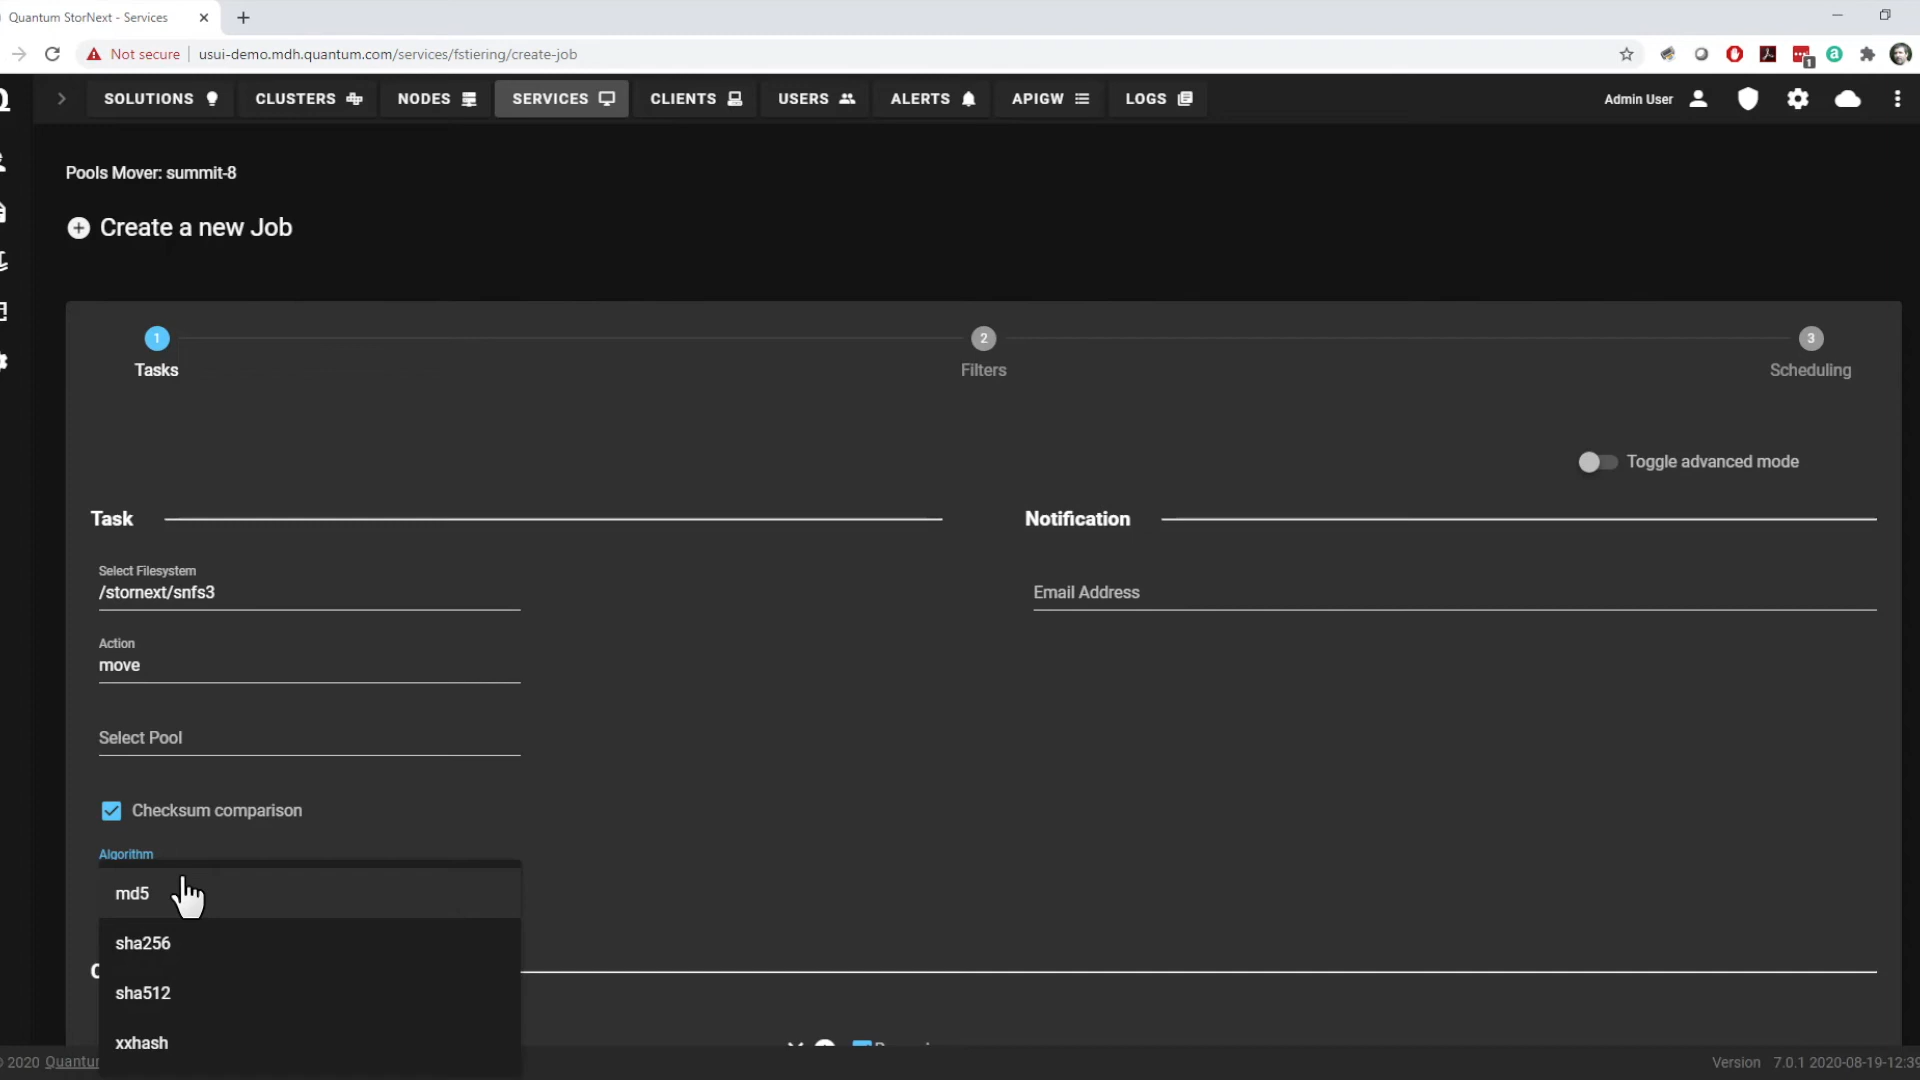 Quantum StorNext - Services
Not secure
usui-demo.mdh.quantum.com/services/fstiering/create-job
1
SOLUTIONS
CLUSTERS
NODES
SERVICES
CLIENTS
USERS
ALERTS
APIGW
LOGS
Admin User
Pools Mover: summit-8
Create a new Job
1
2
3
Tasks
Filters
Scheduling
Toggle advanced mode
Task
Notification
Select Filesystem
/stornext/snfs3
Email Address
Action
move
Select Pool
Checksum comparison
Algorithm
md5
sha256
sha512
xxhash
© 2020 Quantu
Version 7.0.1 2020-08-19-12:39